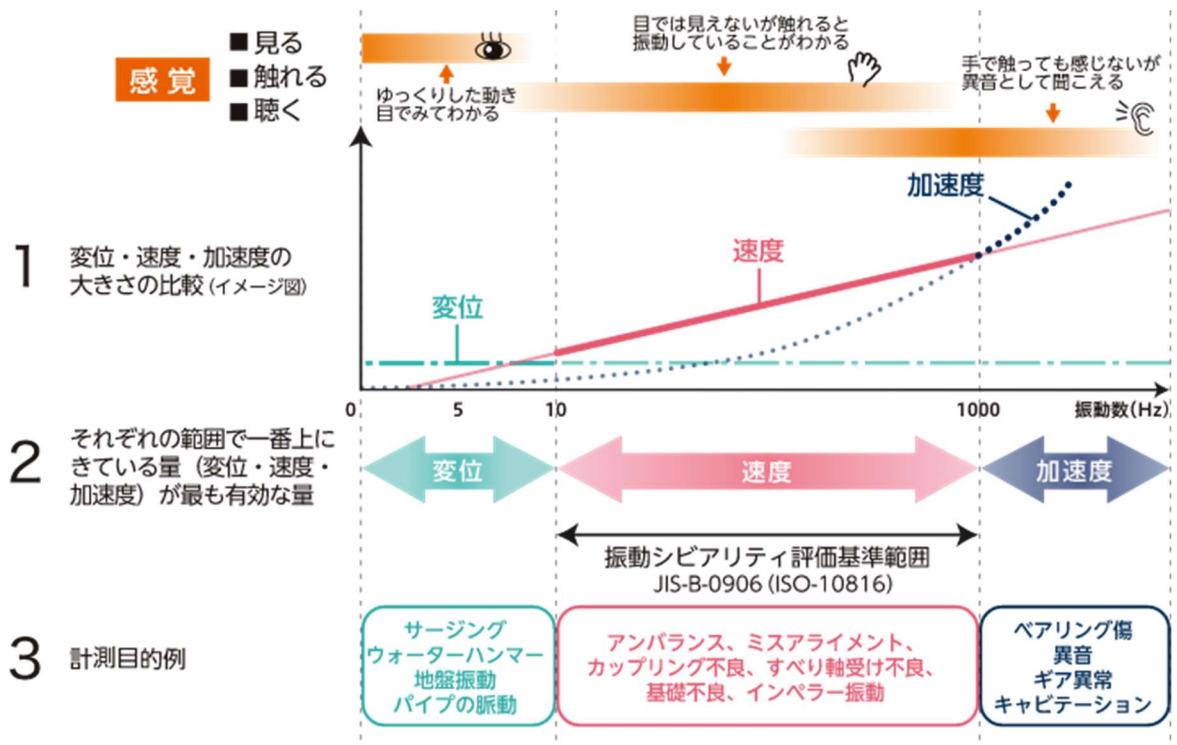 感覚
■ 見る
■ 触れる
■ 聴く
ゆっくりした動き
目でみてわかる
目では見えないが触れると
振動していることがわかる
手で触っても感じないが
異音として聞こえる
1
変位・速度・加速度の
大きさの比較 (イメージ図)
変位
速度
加速度
0
5
10
1000
振動数(Hz)
2
それぞれの範囲で一番上に
きている量（変位・速度・
加速度）が最も有効な量
変位
速度
加速度
振動シビアリティ評価基準範囲
JIS-B-0906 (ISO-10816)
3
計測目的例
サージング
ウォーターハンマー
地盤振動
パイプの脈動
アンバランス、ミスアライメント、
カップリング不良、すべり軸受け不良、
基礎不良、インペラー振動
ベアリング傷
異音
ギア異常
キャビテーション